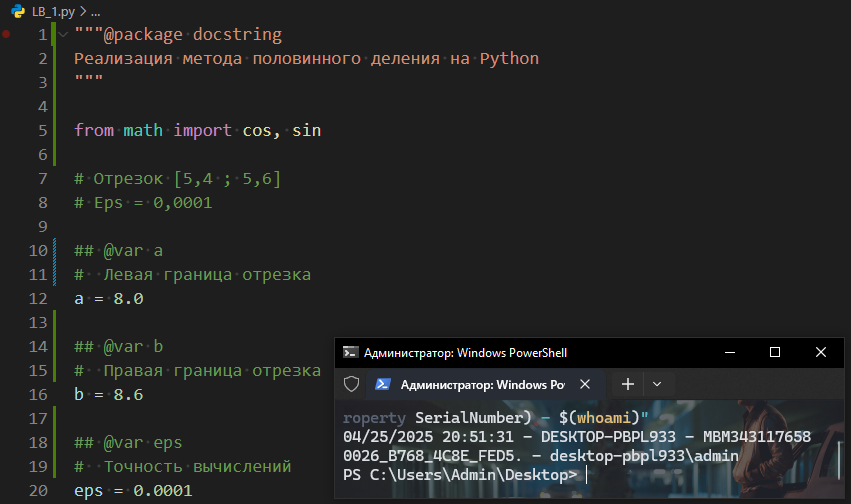 LB_1.py > ...
1 """@package docstring
2 Реализация метода половинного деления на Python
3 """
4
5 from math import cos, sin
6
7 # Отрезок [5,4 ; 5,6]
8 # Eps = 0,0001
9
10 ## @var a
11 #  Левая граница отрезка
12 a = 8.0
13
14 ## @var b
15 #  Правая граница отрезка
16 b = 8.6
17
18 ## @var eps
19 #  Точность вычислений
20 eps = 0.0001
Администратор: Windows PowerShell
Администратор: Windows Po
roperty SerialNumber) - $(whoami)"
04/25/2025 20:51:31 - DESKTOP-PBPL933 - MBM343117658
0026_B768_4C8E_FED5. - desktop-pbpl933\admin
PS C:\Users\Admin\Desktop>